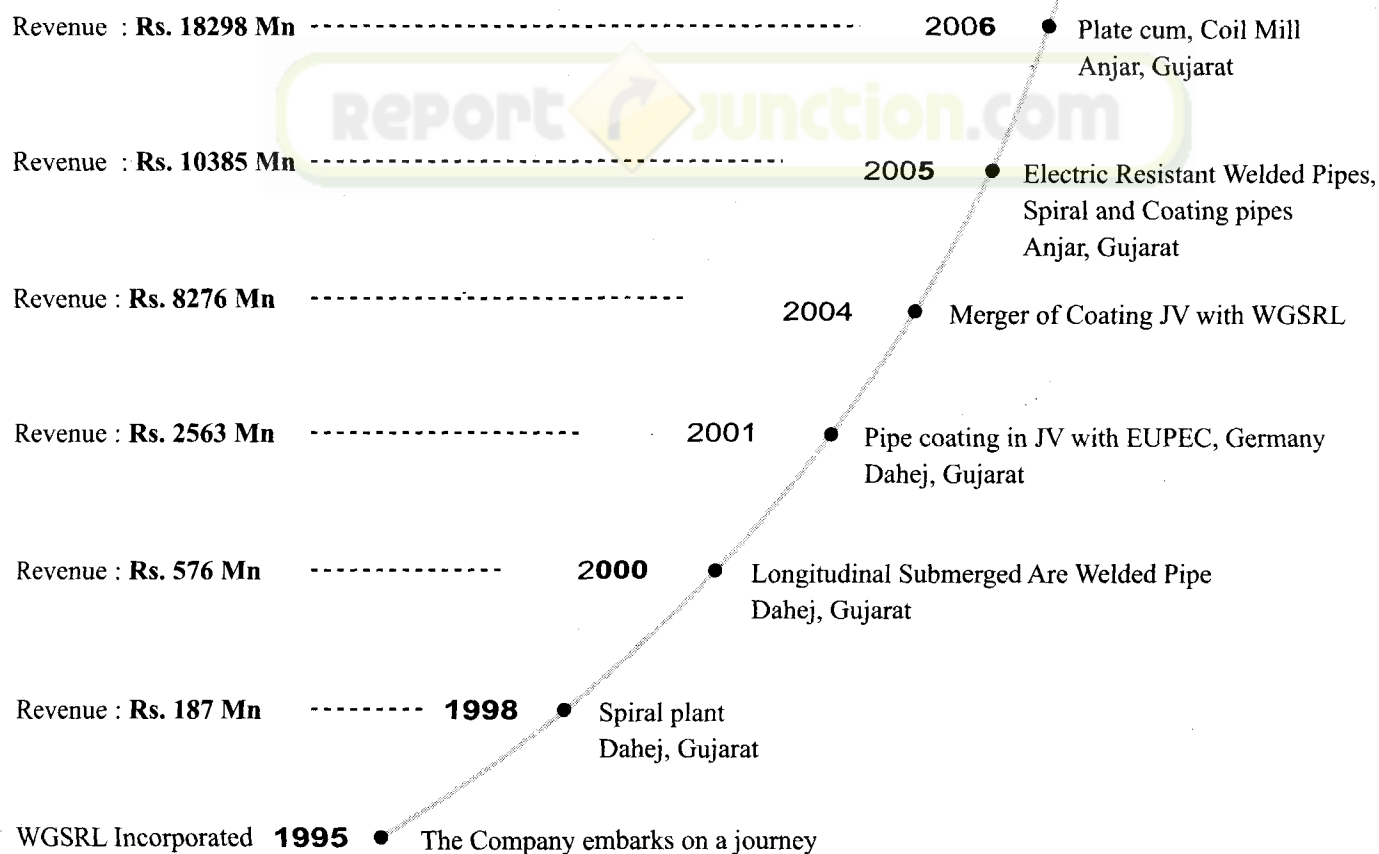 Revenue : Rs. 18298 Mn 2006 Plate cum, Coil Mill
Anjar, Gujarat
RePORT JUNCTION.COM
Revenue : Rs. 10385 Mn 2005 Electric Resistant Welded Pipes,
Spiral and Coating pipes
Anjar, Gujarat
Revenue : Rs. 8276 Mn 2004 Merger of Coating JV with WGSRL
Revenue : Rs. 2563 Mn 2001 Pipe coating in JV with EUPEC, Germany
Dahej, Gujarat
Revenue : Rs. 576 Mn 2000 Longitudinal Submerged Are Welded Pipe
Dahej, Gujarat
Revenue : Rs. 187 Mn 1998 Spiral plant
Dahej, Gujarat
WGSRL Incorporated 1995 The Company embarks on a journey